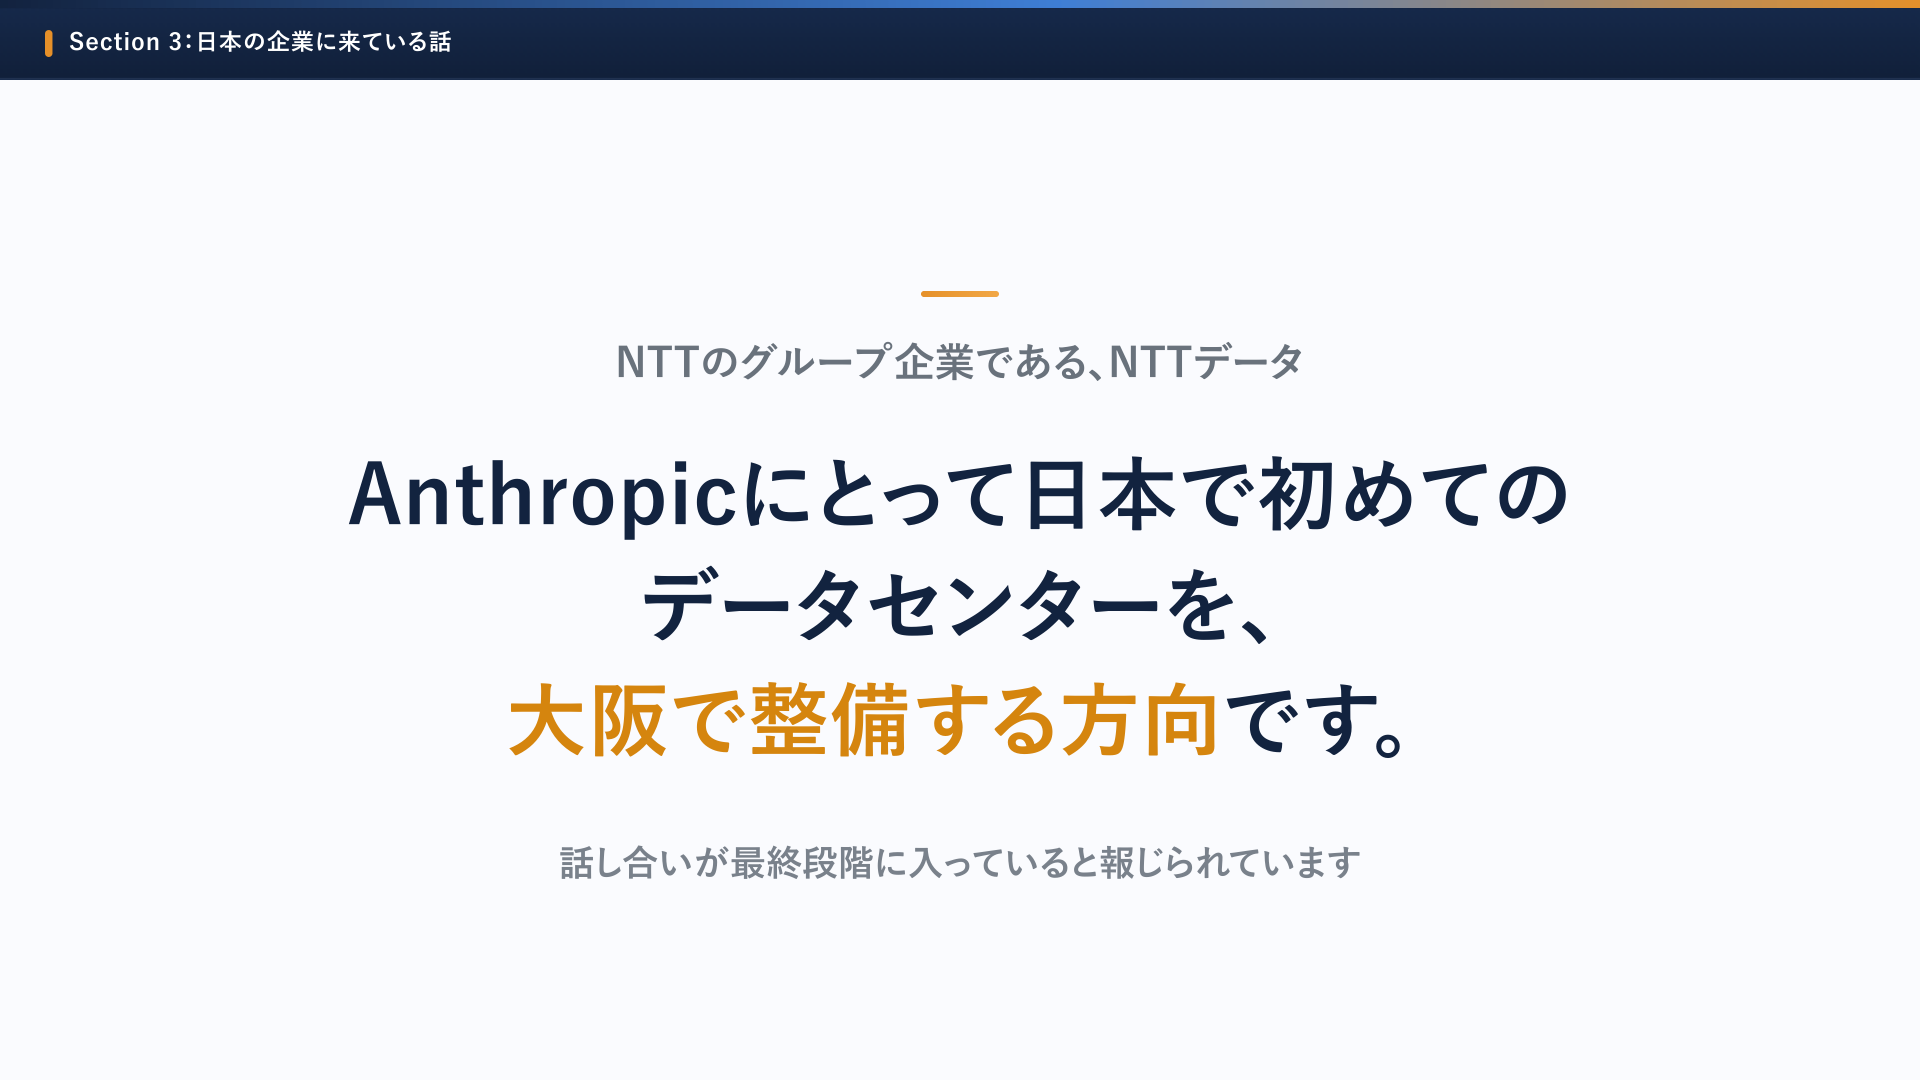 Section 3：日本の企業に来ている話
NTTのグループ企業である、NTTデータ
Anthropicにとって日本で初めての
データセンターを、
大阪で整備する方向です。
話し合いが最終段階に入っていると報じられています